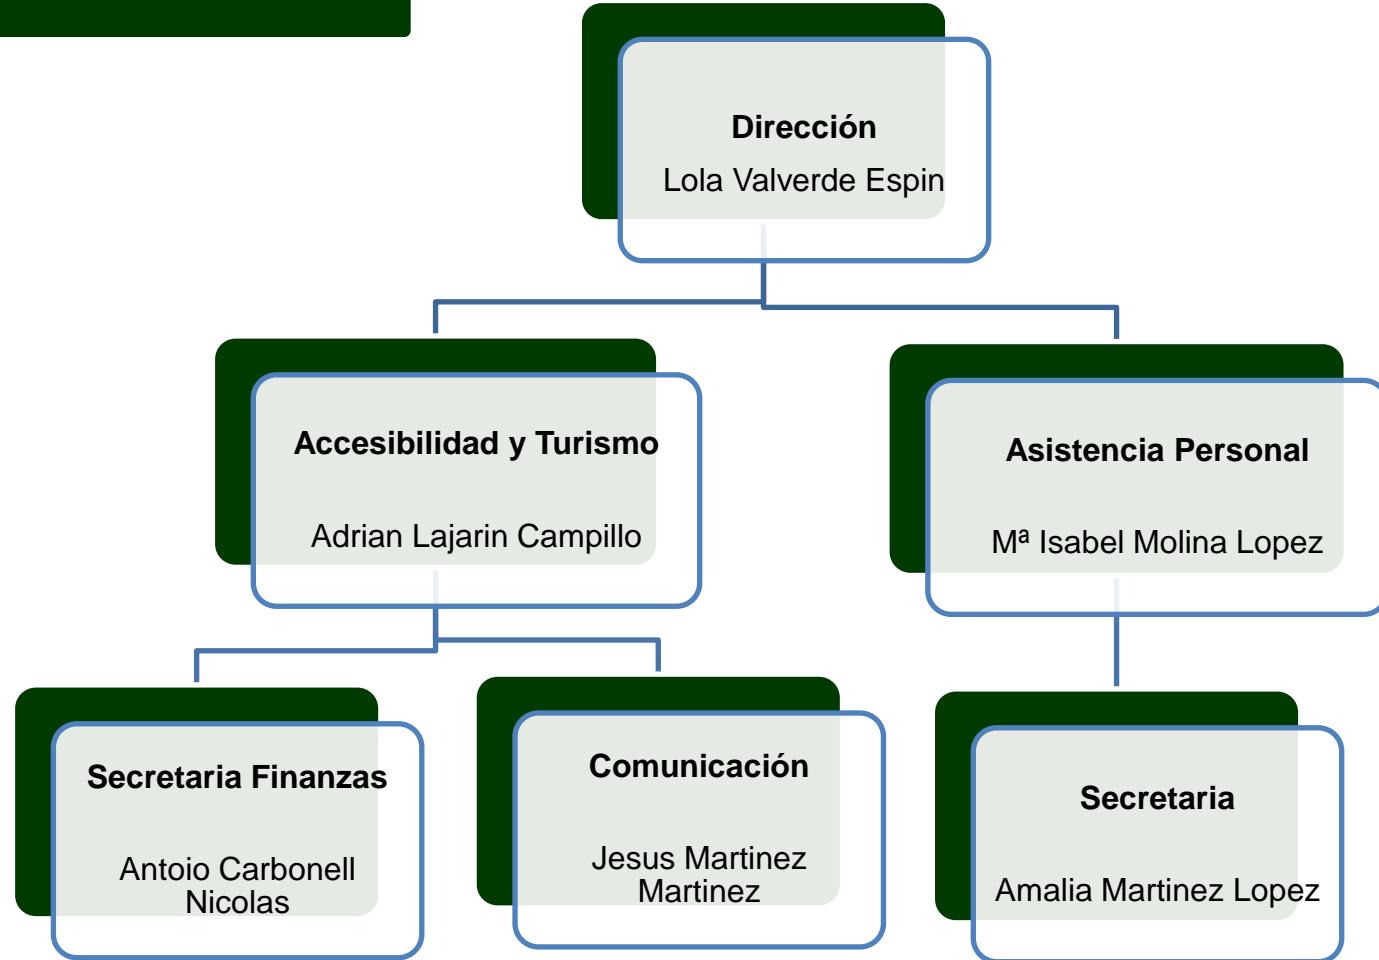 Dirección
Lola Valverde Espin
Accesibilidad y Turismo
Adrian Lajarin Campillo
Asistencia Personal
Mª Isabel Molina Lopez
Secretaria Finanzas
Antoio Carbonell
Nicolas
Comunicación
Jesus Martinez
Martinez
Secretaria
Amalia Martinez Lopez